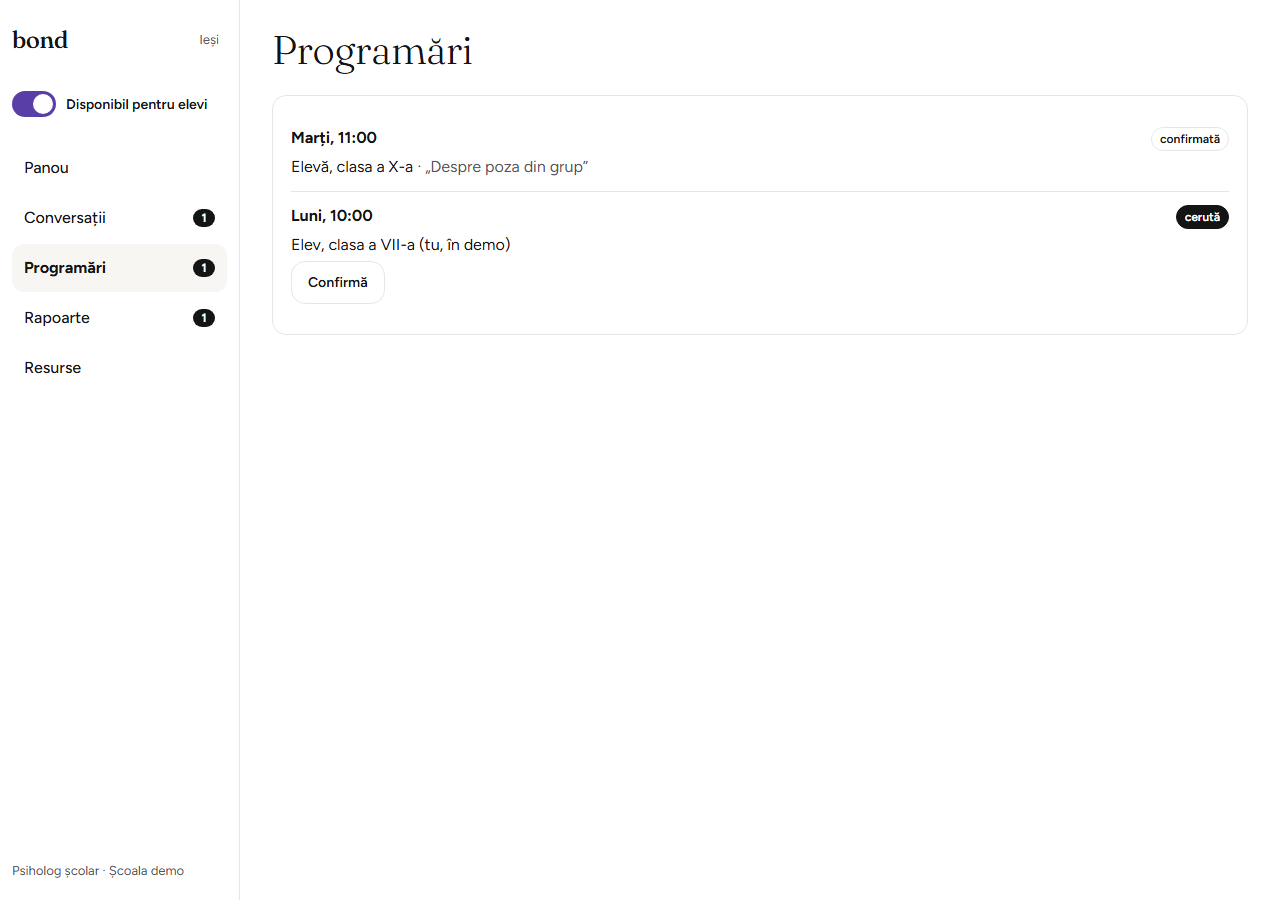 bond
Ieși
Disponibil pentru elevi
Panou
Conversații 1
Programări 1
Rapoarte 1
Resurse
Psiholog școlar · Școala demo
Programări
Marți, 11:00
confirmată
Elevă, clasa a X-a · „Despre poza din grup”
Luni, 10:00
cerută
Elev, clasa a VII-a (tu, în demo)
Confirmă